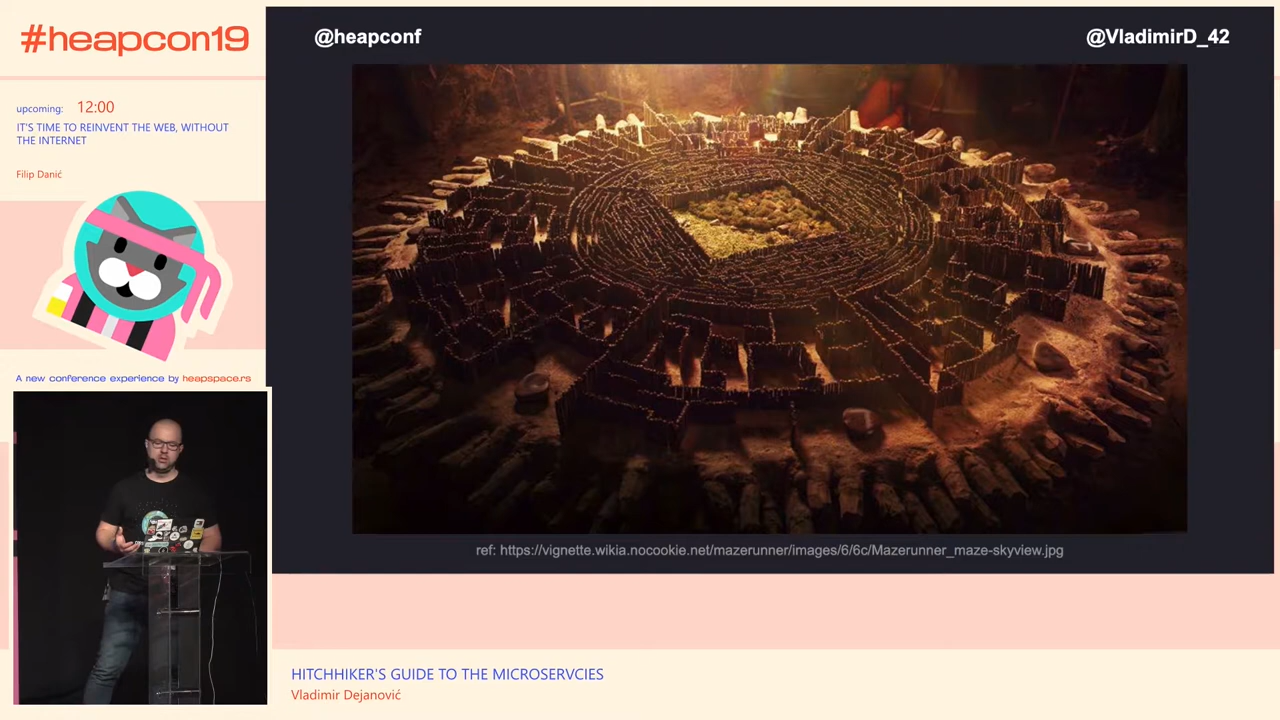 #heapcon19
upcoming: 12:00
IT'S TIME TO REINVENT THE WEB, WITHOUT
THE INTERNET
Filip Danić
A new conference experience by heapspace.rs
@heapconf
@VladimirD_42
ref: https://vignette.wikia.nocookie.net/mazerunner/images/6/6c/Mazerunner_maze-skyview.jpg
HITCHHIKER'S GUIDE TO THE MICROSERVCIES
Vladimir Dejanović